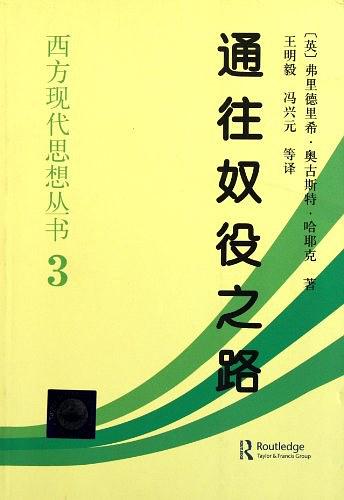 [英]弗里德里希·奥古斯特·哈耶克 著
王明毅 冯兴元 等译
通往奴役之路
西方现代思想丛书 3
R
Routledge
Taylor & Francis Group